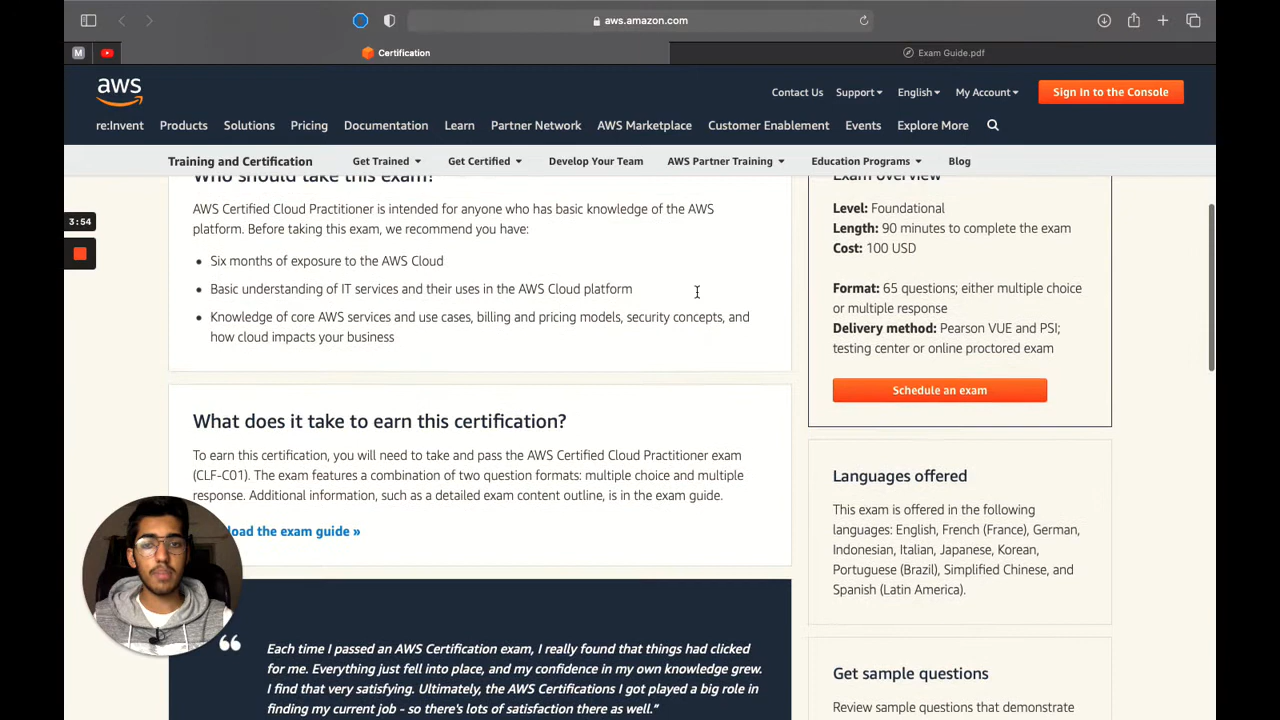 aws.amazon.com
M
Certification
Exam Guide.pdf
aws
Contact Us Support English My Account Sign In to the Console
re:Invent Products Solutions Pricing Documentation Learn Partner Network AWS Marketplace Customer Enablement Events Explore More
Training and Certification Get Trained Get Certified Develop Your Team AWS Partner Training Education Programs Blog
3:54
Who should take this exam?
AWS Certified Cloud Practitioner is intended for anyone who has basic knowledge of the AWS
platform. Before taking this exam, we recommend you have:
• Six months of exposure to the AWS Cloud
• Basic understanding of IT services and their uses in the AWS Cloud platform
• Knowledge of core AWS services and use cases, billing and pricing models, security concepts, and
how cloud impacts your business
What does it take to earn this certification?
To earn this certification, you will need to take and pass the AWS Certified Cloud Practitioner exam
(CLF-C01). The exam features a combination of two question formats: multiple choice and multiple
response. Additional information, such as a detailed exam content outline, is in the exam guide.
load the exam guide »
“ Each time I passed an AWS Certification exam, I really found that things had clicked
for me. Everything just fell into place, and my confidence in my own knowledge grew.
I find that very satisfying. Ultimately, the AWS Certifications I got played a big role in
finding my current job - so there's lots of satisfaction there as well.”
Exam overview
Level: Foundational
Length: 90 minutes to complete the exam
Cost: 100 USD
Format: 65 questions; either multiple choice
or multiple response
Delivery method: Pearson VUE and PSI;
testing center or online proctored exam
Schedule an exam
Languages offered
This exam is offered in the following
languages: English, French (France), German,
Indonesian, Italian, Japanese, Korean,
Portuguese (Brazil), Simplified Chinese, and
Spanish (Latin America).
Get sample questions
Review sample questions that demonstrate